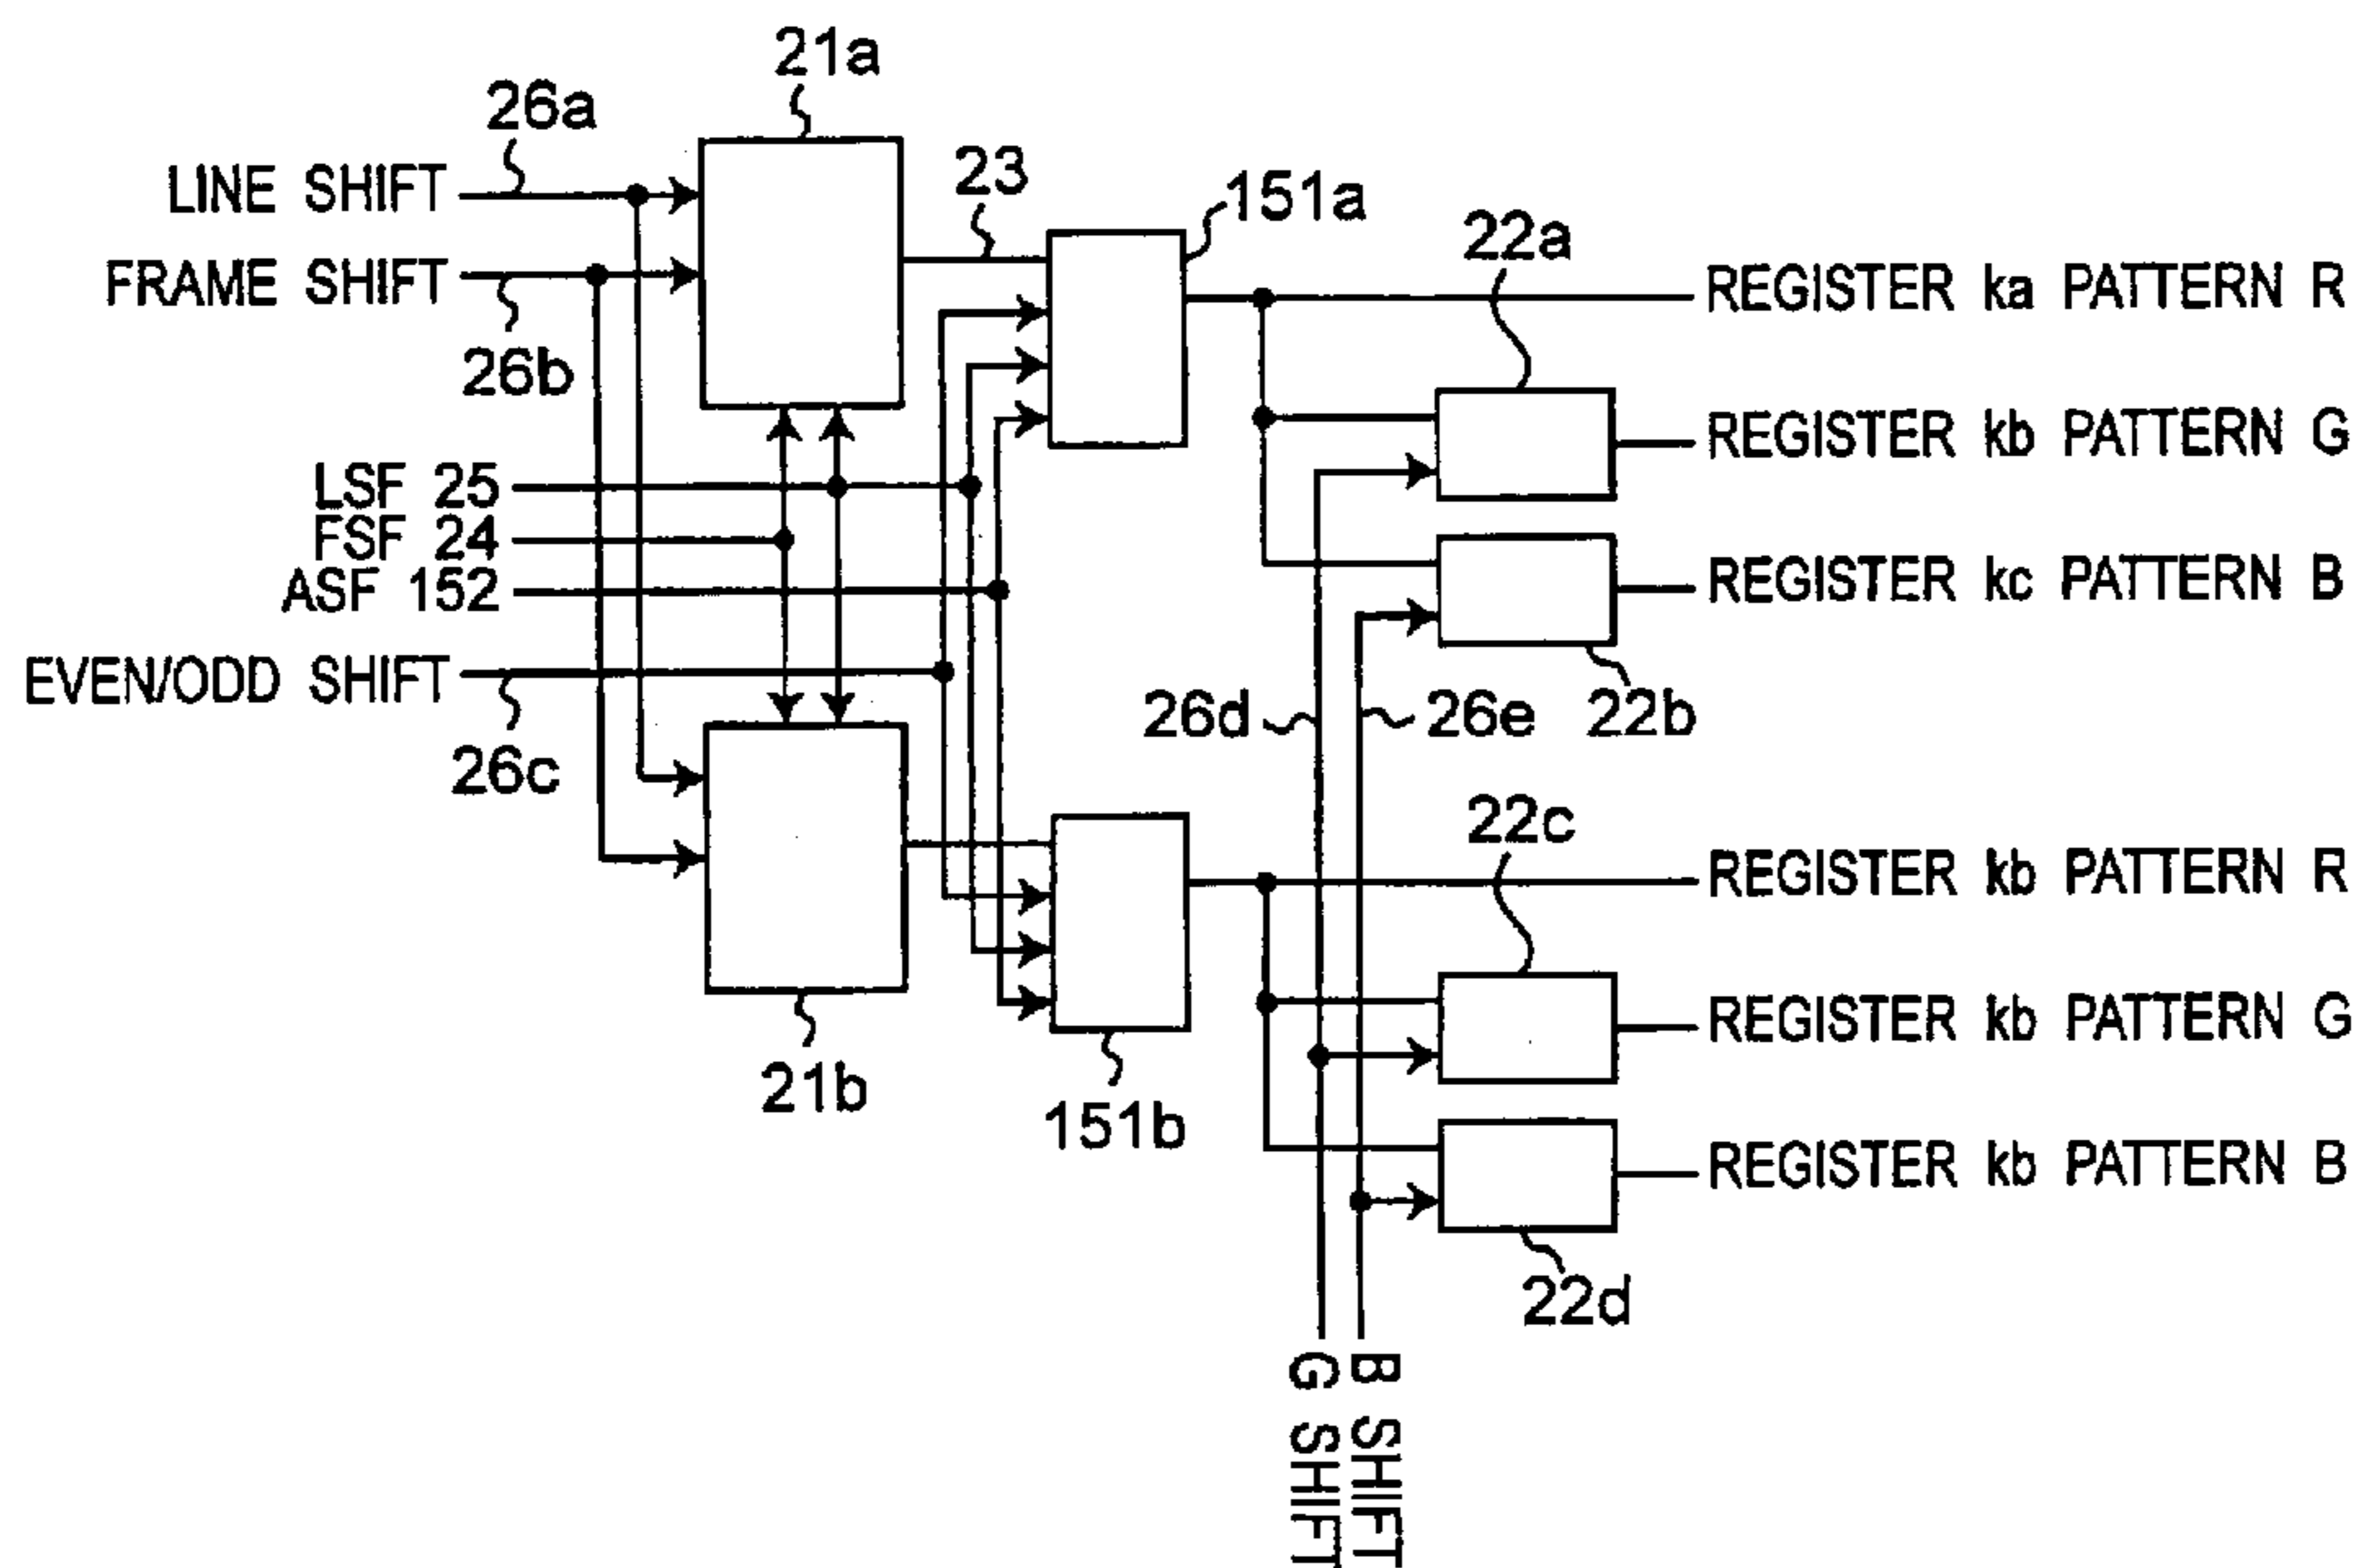 21a
26a
LINE SHIFT
23
151a
22a
FRAME SHIFT
REGISTER ka PATTERN R
26b
REGISTER kb PATTERN G
LSF 25
FSF 24
ASF 152
REGISTER kc PATTERN B
EVEN/ODD SHIFT
26d
26e
22b
26c
22c
REGISTER kb PATTERN R
REGISTER kb PATTERN G
21b
151b
REGISTER kb PATTERN B
22d
G SHIFT
B SHIFT